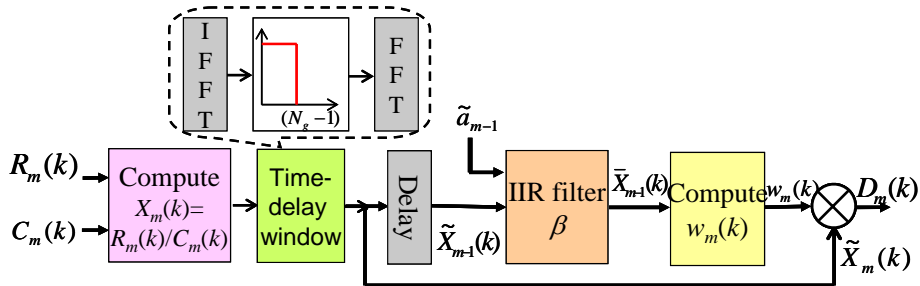 I
F
F
T
(N_g −1)
F
F
T
R_m(k)
C_m(k)
Compute
X_m(k)=
R_m(k)/C_m(k)
Time-
delay
window
Delay
X̃_{m-1}(k)
ã_{m−1}
IIR filter
β
X̄_{m-1}(k)
Compute
w_m(k)
w_m(k)
D_m(k)
X̃_m(k)